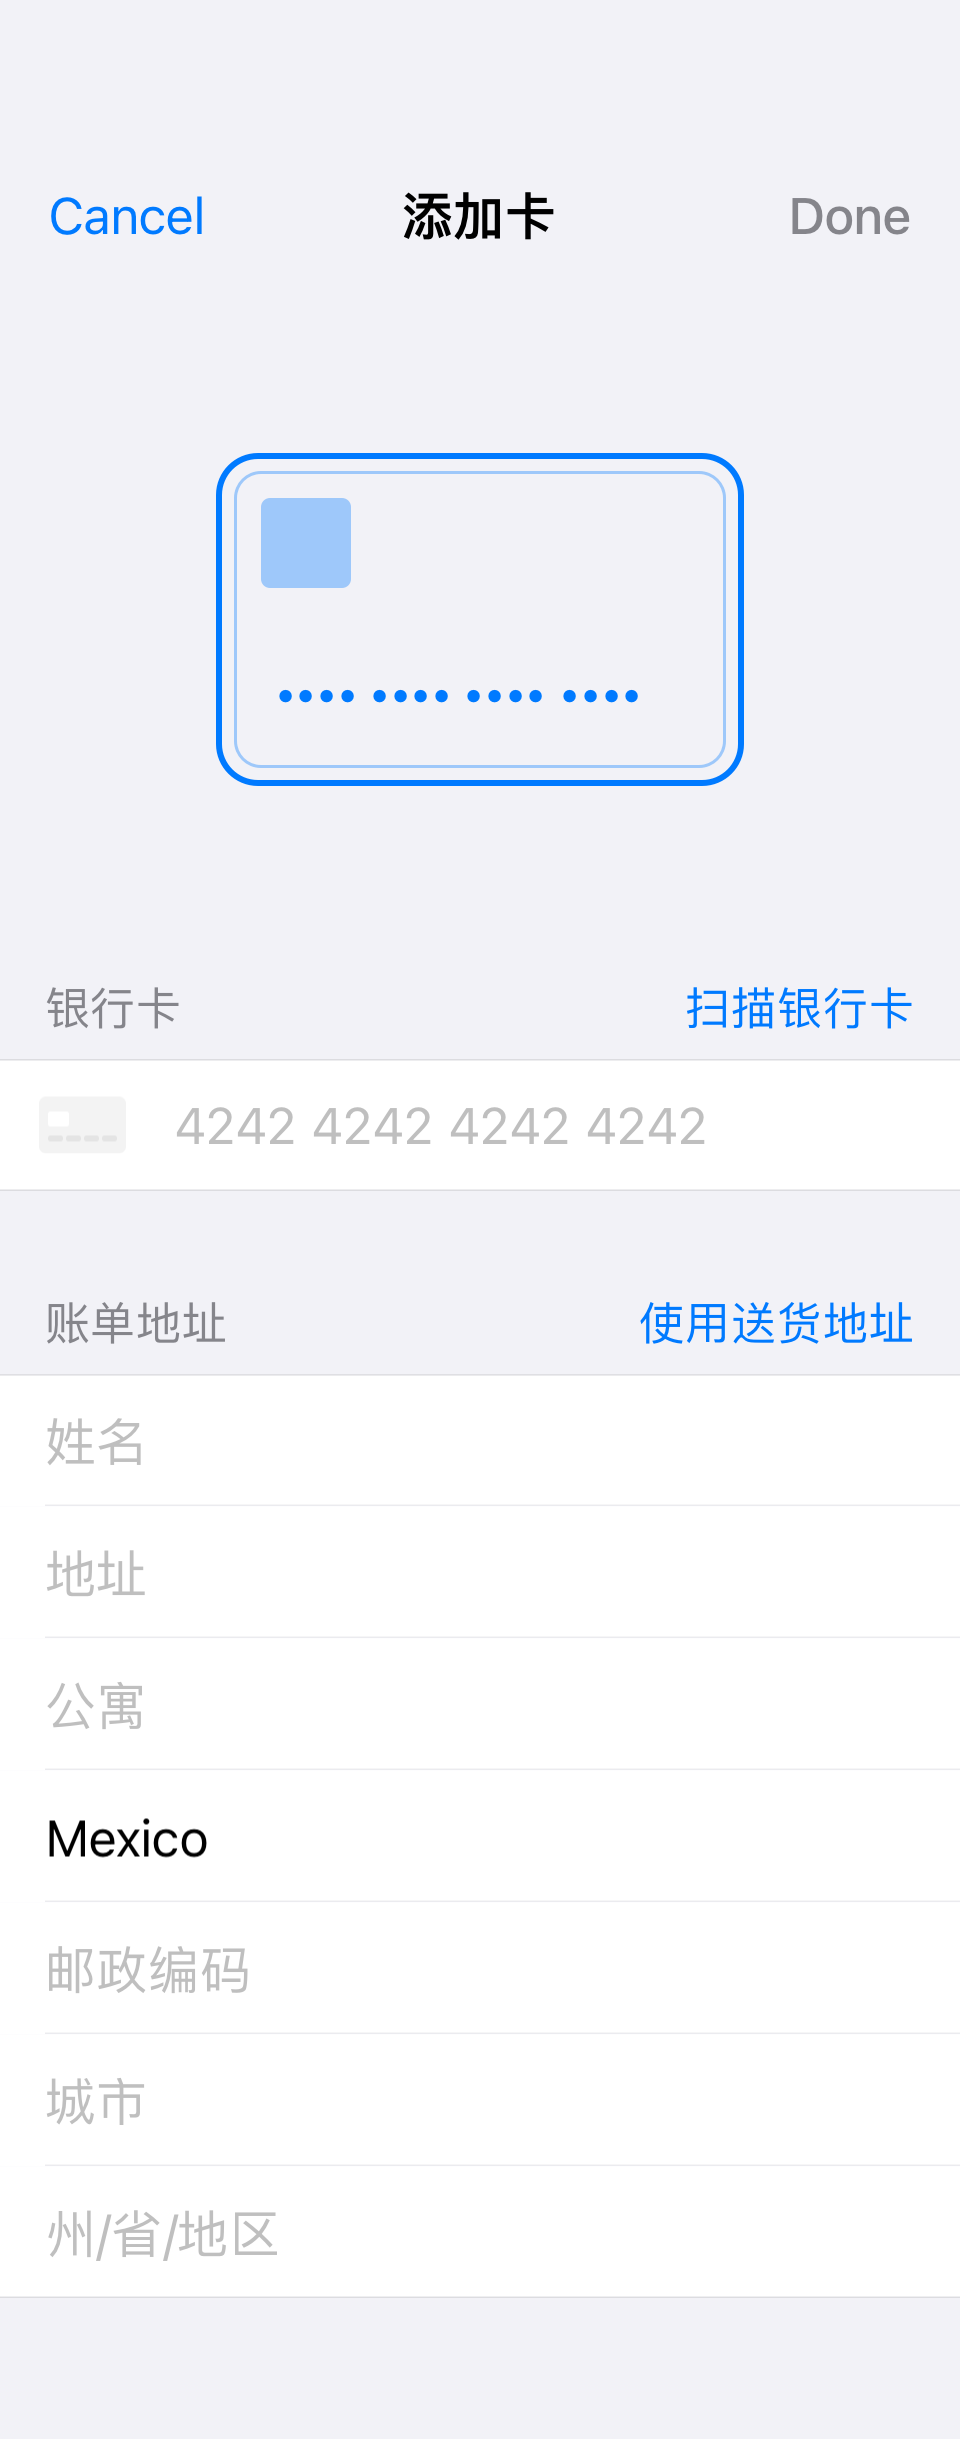 Cancel 添加卡 Done
•••• •••• •••• ••••
银行卡 扫描银行卡
4242 4242 4242 4242
账单地址 使用送货地址
姓名
地址
公寓
Mexico
邮政编码
城市
州/省/地区